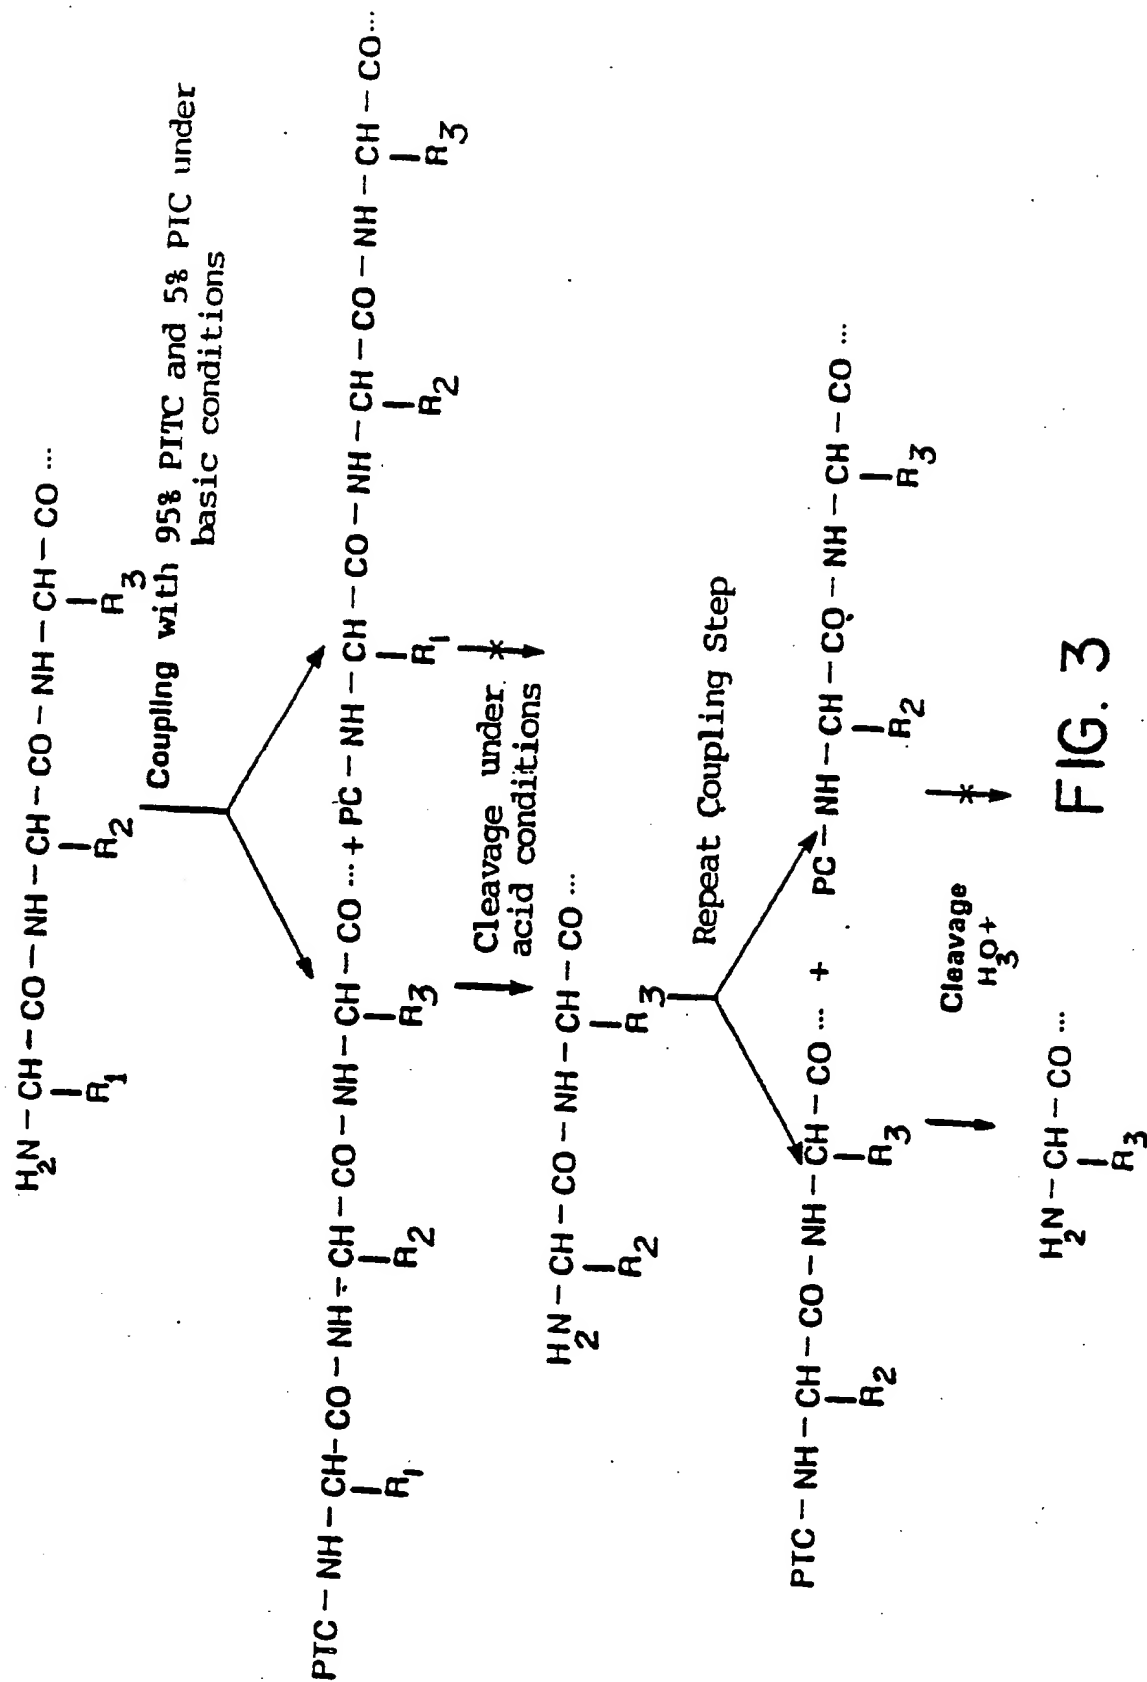 H2N – CH – CO – NH – CH – CO – NH – CH – CO ...
R1 R2 R3
Coupling with 95% PITC and 5% PIC under
basic conditions
PTC – NH – CH – CO – NH – CH – CO – NH – CH – CO ... + PC – NH – CH – CO – NH – CH – CO – NH – CH – CO ...
R1 R2 R3 R1 R2 R3
Cleavage under
acid conditions
H2N – CH – CO – NH – CH – CO ...
R2 R3
Repeat Coupling Step
PTC – NH – CH – CO – NH – CH – CO ... + PC – NH – CH – CO – NH – CH – CO ...
R2 R3 R2 R3
Cleavage
H3O+
H2N – CH – CO ...
R3
FIG. 3